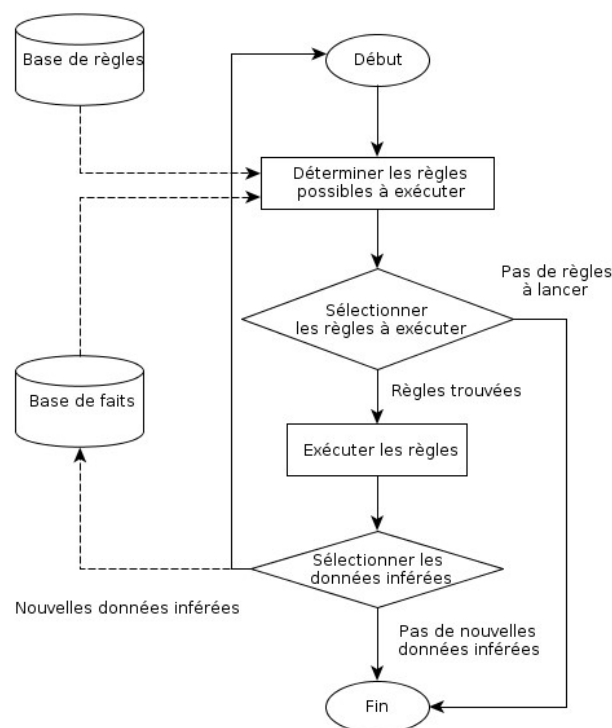 Base de règles
Début
Déterminer les règles
possibles à exécuter
Pas de règles
à lancer
Sélectionner
les règles à exécuter
Base de faits
Règles trouvées
Exécuter les règles
Sélectionner les
données inférées
Nouvelles données inférées
Pas de nouvelles
données inférées
Fin